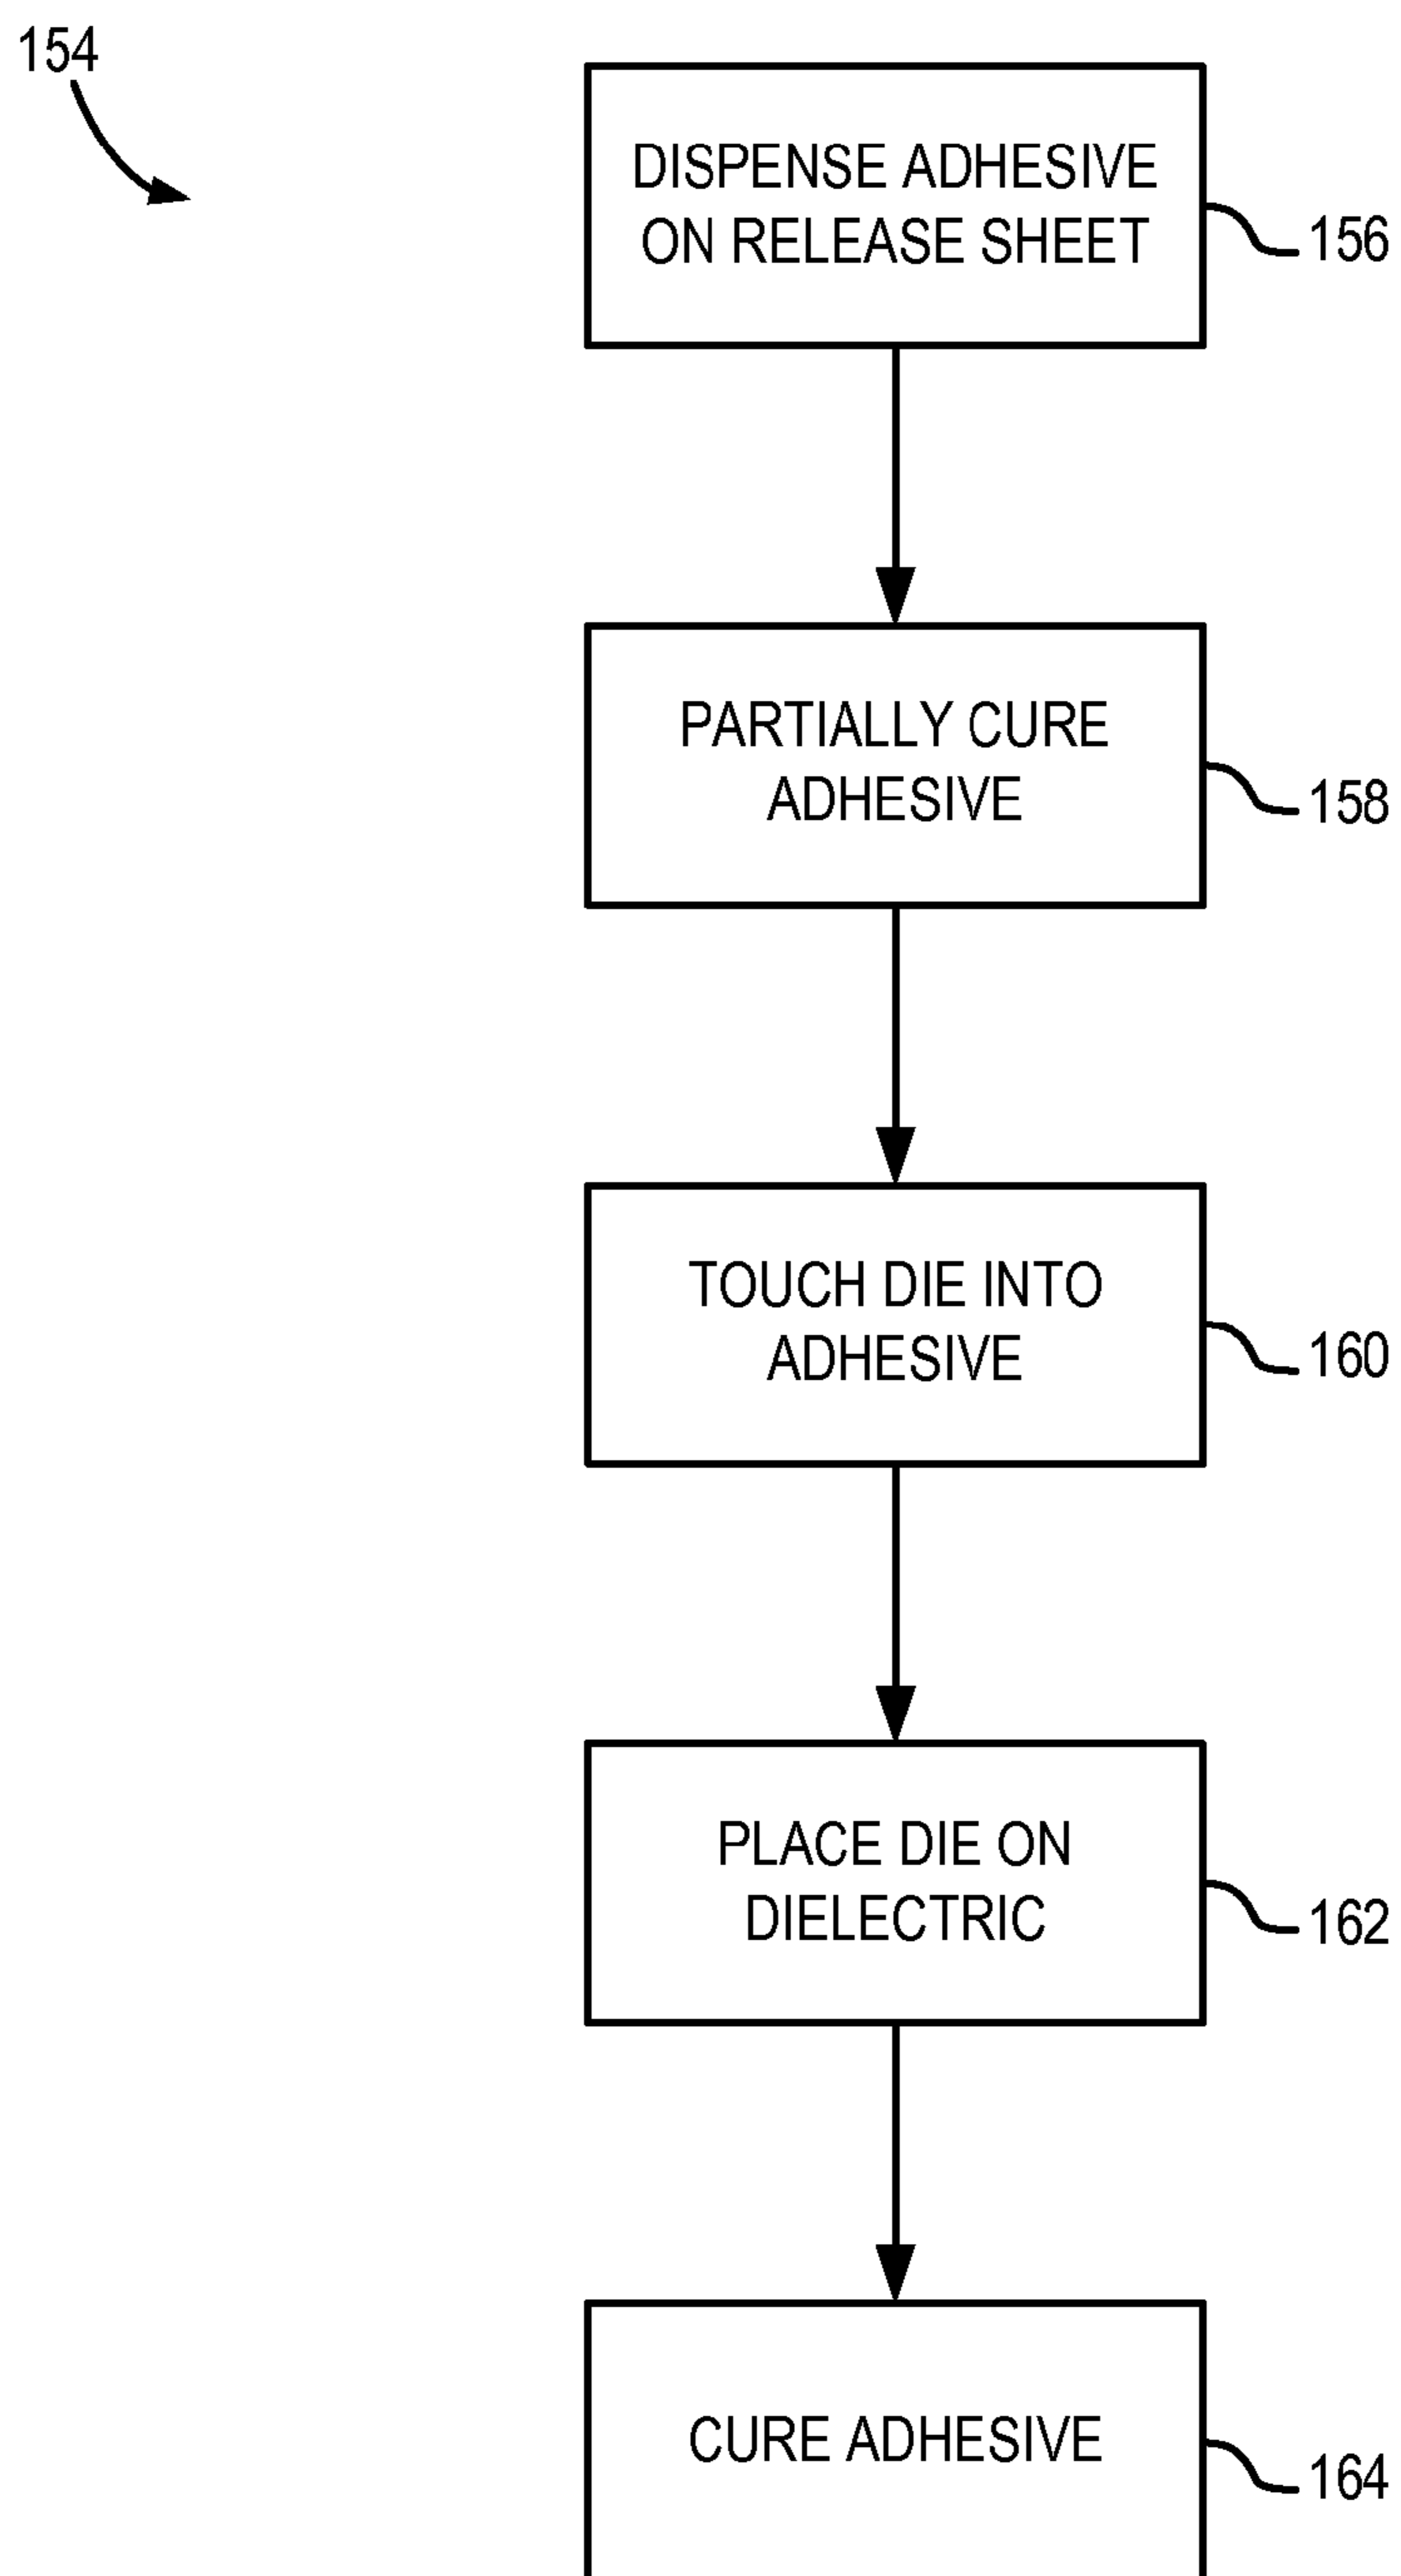 154
DISPENSE ADHESIVE
ON RELEASE SHEET
156
PARTIALLY CURE
ADHESIVE
158
TOUCH DIE INTO
ADHESIVE
160
PLACE DIE ON
DIELECTRIC
162
CURE ADHESIVE
164